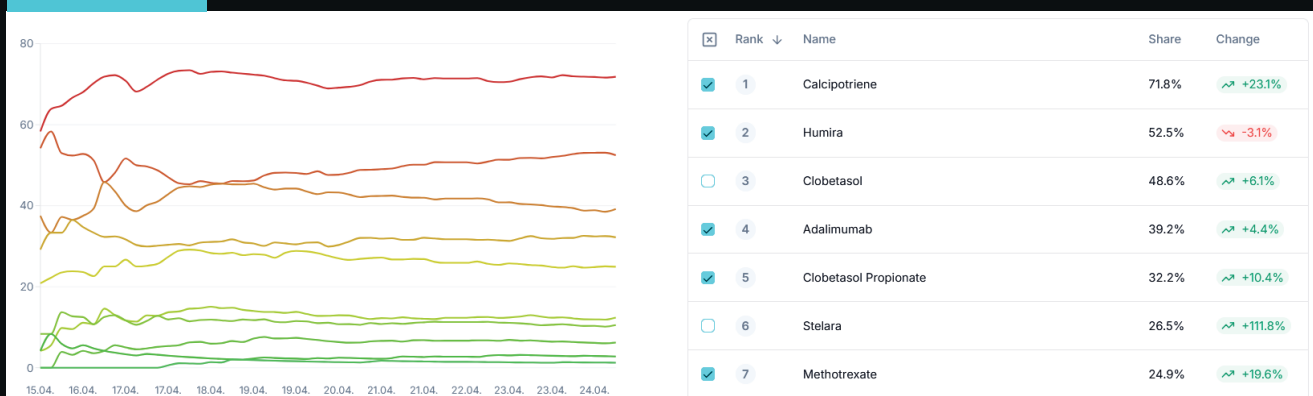 80
60
40
20
0
15.04. 16.04. 17.04. 17.04. 18.04. 19.04. 19.04. 20.04. 21.04. 21.04. 22.04. 23.04. 23.04. 24.04.
Rank Name Share Change
1 Calcipotriene 71.8% +23.1%
2 Humira 52.5% -3.1%
3 Clobetasol 48.6% +6.1%
4 Adalimumab 39.2% +4.4%
5 Clobetasol Propionate 32.2% +10.4%
6 Stelara 26.5% +111.8%
7 Methotrexate 24.9% +19.6%